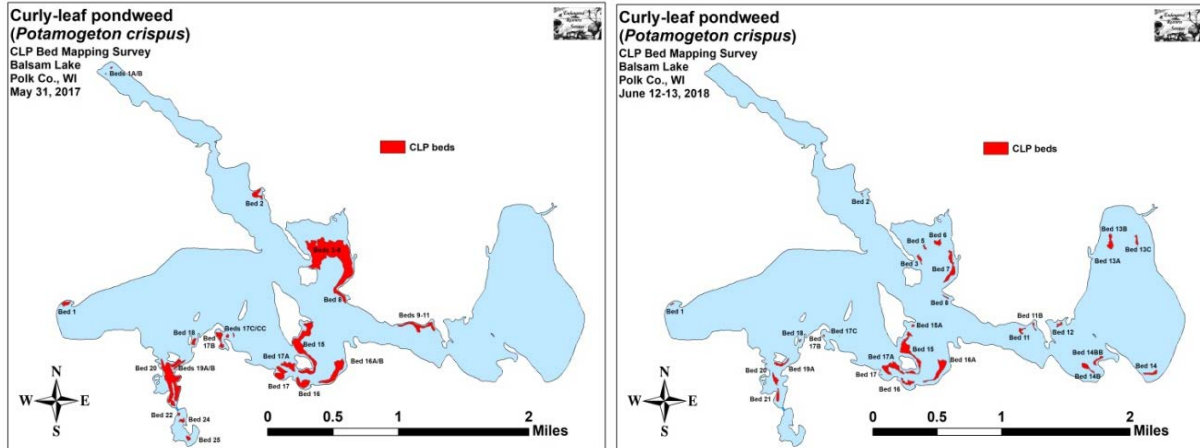 Curly-leaf pondweed
(Potamogeton crispus)
CLP Bed Mapping Survey
Balsam Lake
Polk Co., WI
May 31, 2017
Beds 1A/B
CLP beds
Bed 2
Bed 8
Bed 1
Beds 9-11
Bed 18
Bed
17B
Beds 17C/CC
Bed 15
Bed 17A
Beds 16A/B
Bed 20
Beds 19A/B
Bed 17
Bed 16
Bed 22
Bed 24
Bed 25
N
W
E
S
0
0.5
1
2
Miles
Curly-leaf pondweed
(Potamogeton crispus)
CLP Bed Mapping Survey
Balsam Lake
Polk Co., WI
June 12-13, 2018
CLP beds
Bed 2
Bed 13B
Bed 13C
Bed 13A
Bed 6
Bed 5
Bed 3
Bed 7
Bed 8
Bed 1
Bed 11B
Bed 12
Bed 11
Bed 15A
Bed 18
Bed
17B
Bed 17C
Bed 15
Bed 17A
Bed 16A
Bed 14BB
Bed 14
Bed 14B
Bed 20
Bed 19A
Bed 17
Bed 16
Bed 21
N
W
E
S
0
0.5
1
2
Miles